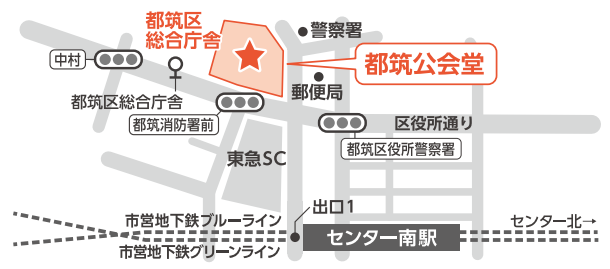 都筑区
総合庁舎
警察署
中村
都筑公会堂
都筑区総合庁舎
郵便局
都筑消防署前
区役所通り
都筑区役所警察署
東急SC
出口1
市営地下鉄ブルーライン
センター北→
センター南駅
市営地下鉄グリーンライン